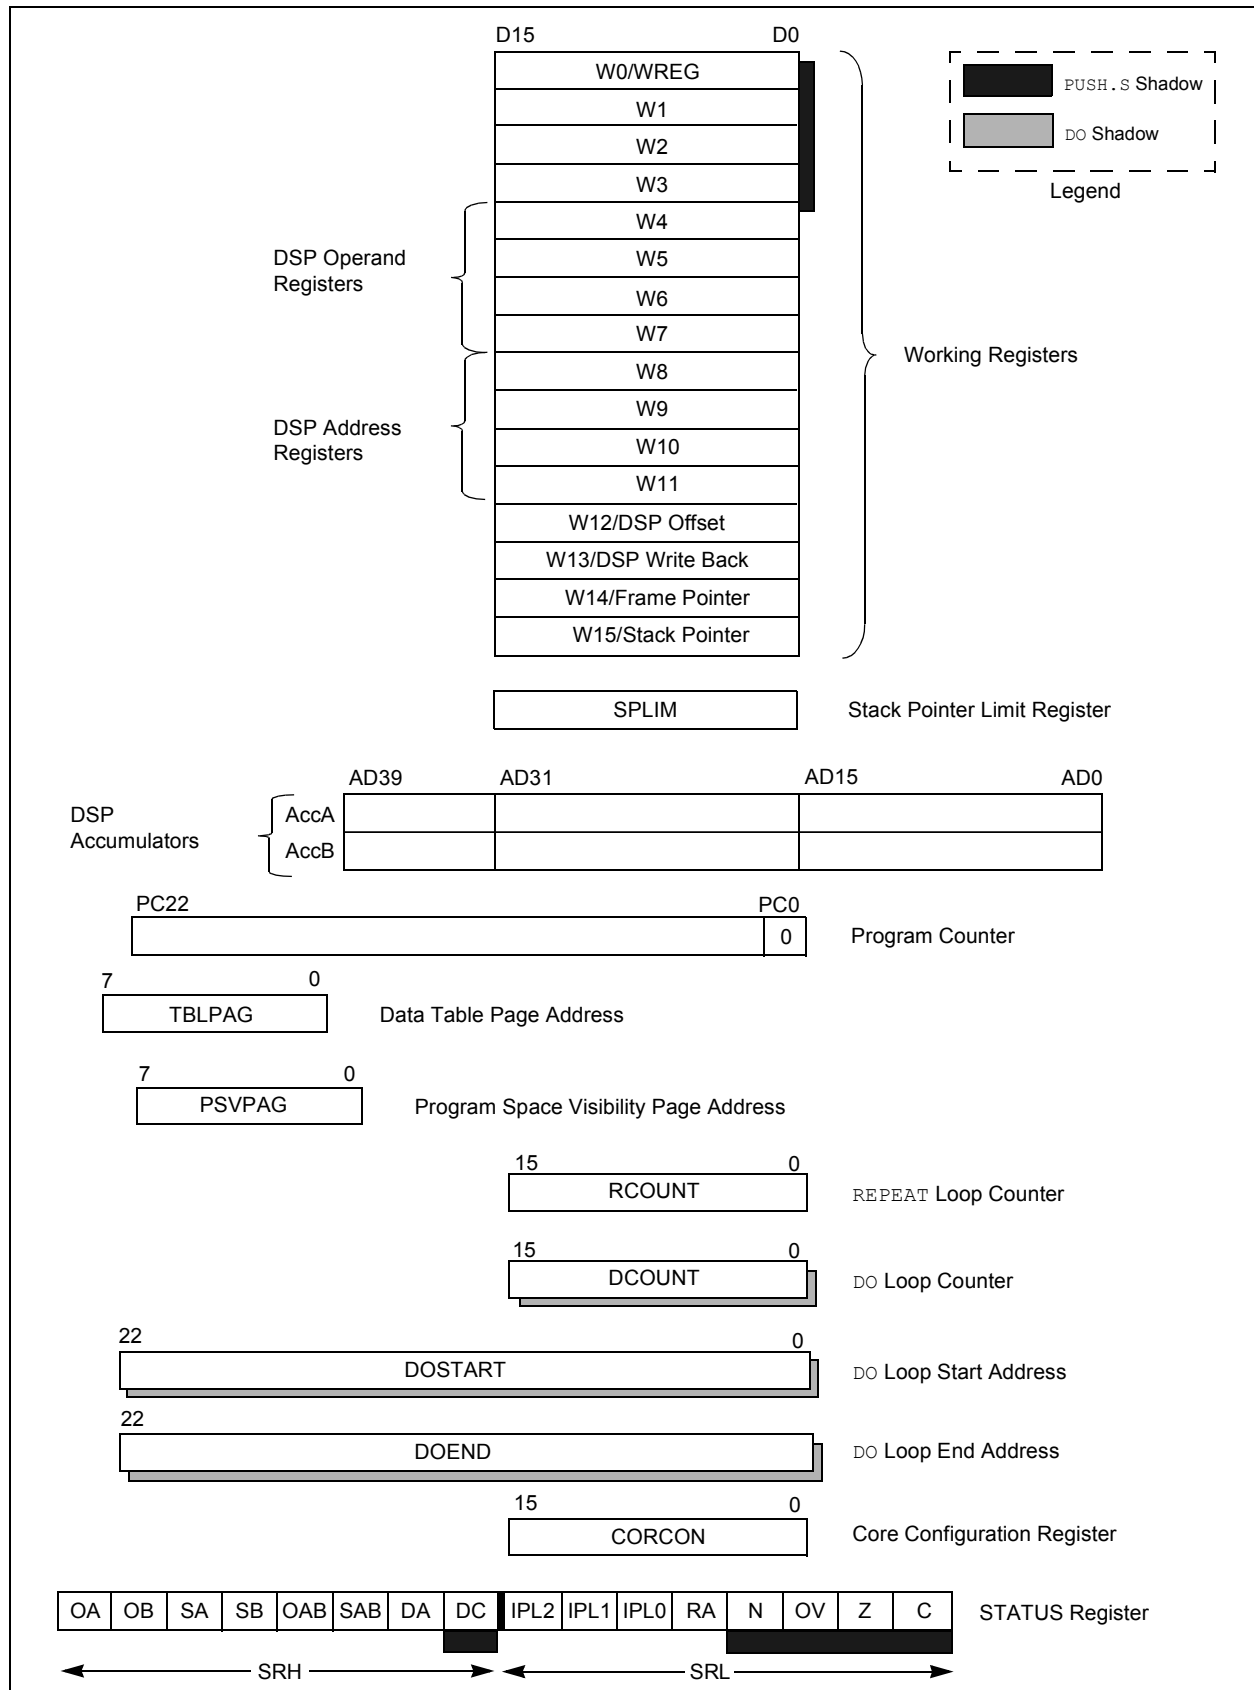 D15 D0
W0/WREG
W1
W2
W3
W4
W5
W6
W7
W8
W9
W10
W11
W12/DSP Offset
W13/DSP Write Back
W14/Frame Pointer
W15/Stack Pointer
PUSH.S Shadow
DO Shadow
Legend
DSP Operand
Registers
DSP Address
Registers
Working Registers
SPLIM
Stack Pointer Limit Register
AD39 AD31 AD15 AD0
DSP
Accumulators
AccA
AccB
PC22 PC0
0
Program Counter
7 0
TBLPAG
Data Table Page Address
7 0
PSVPAG
Program Space Visibility Page Address
15 0
RCOUNT
REPEAT Loop Counter
15 0
DCOUNT
DO Loop Counter
22 0
DOSTART
DO Loop Start Address
22
DOEND
DO Loop End Address
15 0
CORCON
Core Configuration Register
OA OB SA SB OAB SAB DA DC IPL2 IPL1 IPL0 RA N OV Z C
STATUS Register
SRH SRL